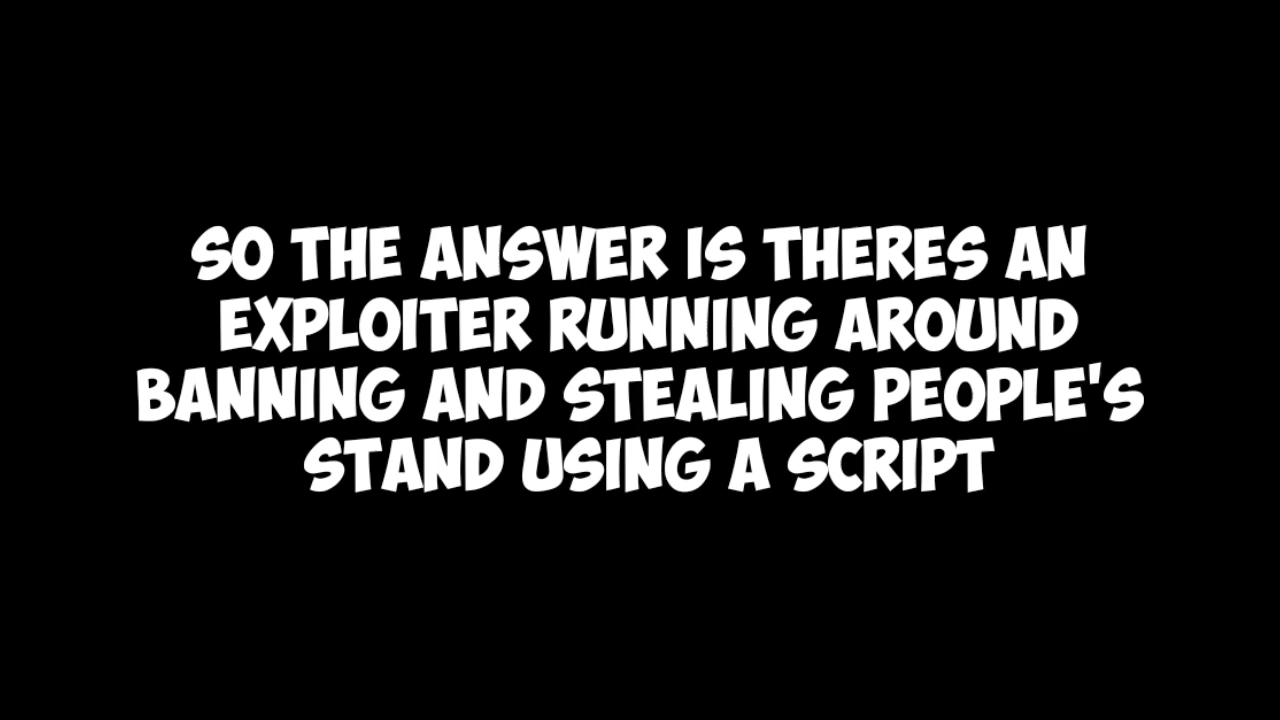 SO THE ANSWER IS THERES AN
EXPLOITER RUNNING AROUND
BANNING AND STEALING PEOPLE'S
STAND USING A SCRIPT